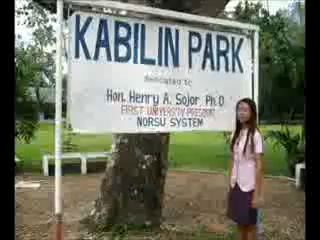 KABILIN PARK
dedicated to
Hon. Henry A. Sojor, Ph.D.
FIRST UNIVERSITY PRESIDENT
NORSU SYSTEM